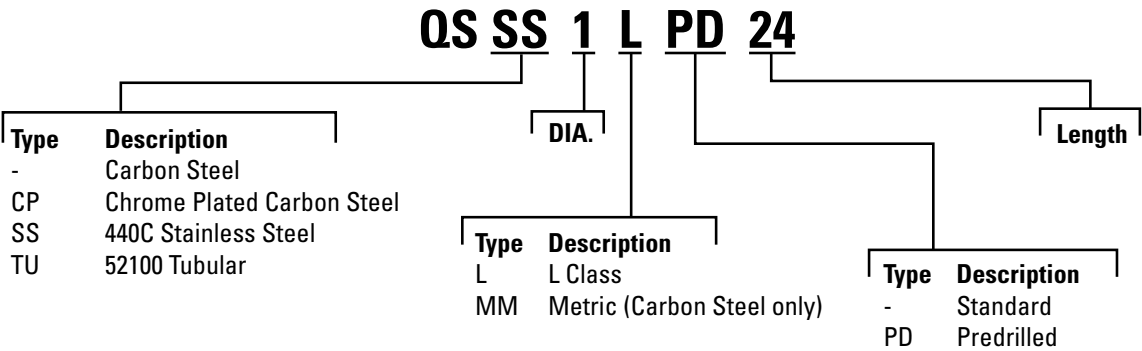 QS SS 1 L PD 24
Type Description
- Carbon Steel
CP Chrome Plated Carbon Steel
SS 440C Stainless Steel
TU 52100 Tubular
DIA.
Type Description
L L Class
MM Metric (Carbon Steel only)
Type Description
- Standard
PD Predrilled
Length